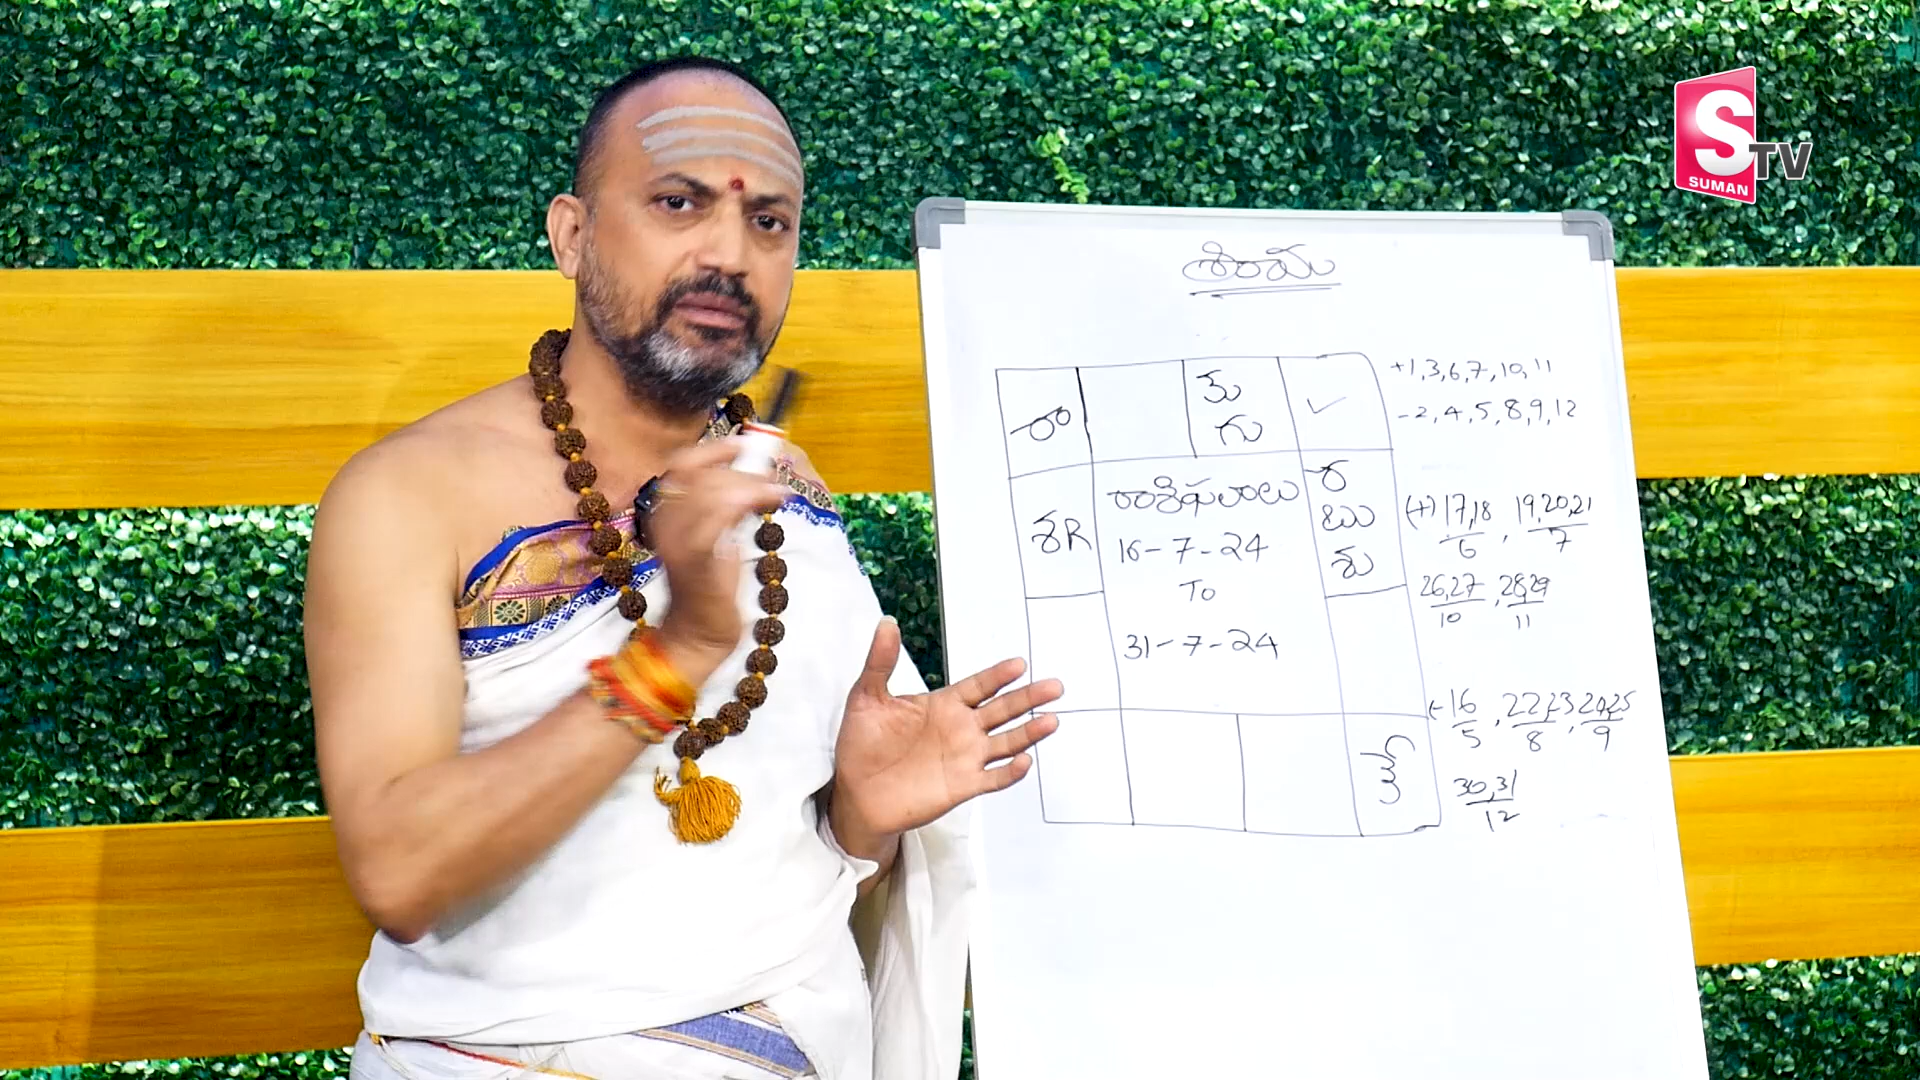 S TV
SUMAN
శ్రీరామ
+1,3,6,7,10,11
-2,4,5,8,9,12
రా
కు
గు
✓
రాశిఫలాలు
16-7-24
To
31-7-24
శR
ర
బు
శు
కే
(+) 17,18/6, 19,20,21/7
26,27/10, 28,29/11
(- 16/5, 22,23/8, 24,25/9
30,31/12